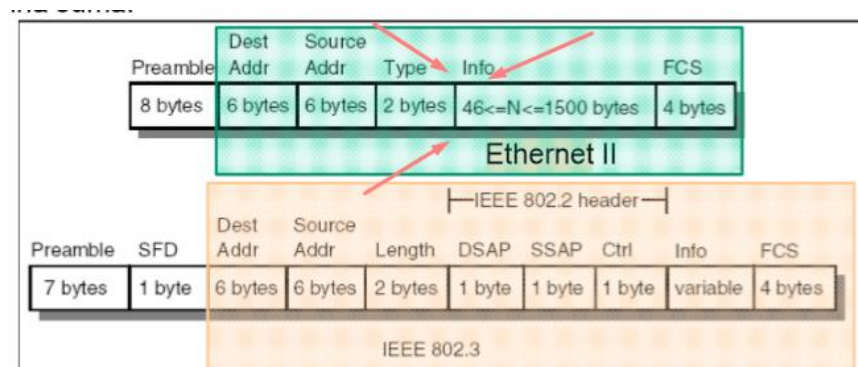 Dest Source
Preamble Addr Addr Type Info FCS
8 bytes 6 bytes 6 bytes 2 bytes 46<=N<=1500 bytes 4 bytes
Ethernet II
IEEE 802.2 header
Dest Source
Preamble SFD Addr Addr Length DSAP SSAP Ctrl Info FCS
7 bytes 1 byte 6 bytes 6 bytes 2 bytes 1 byte 1 byte 1 byte variable 4 bytes
IEEE 802.3